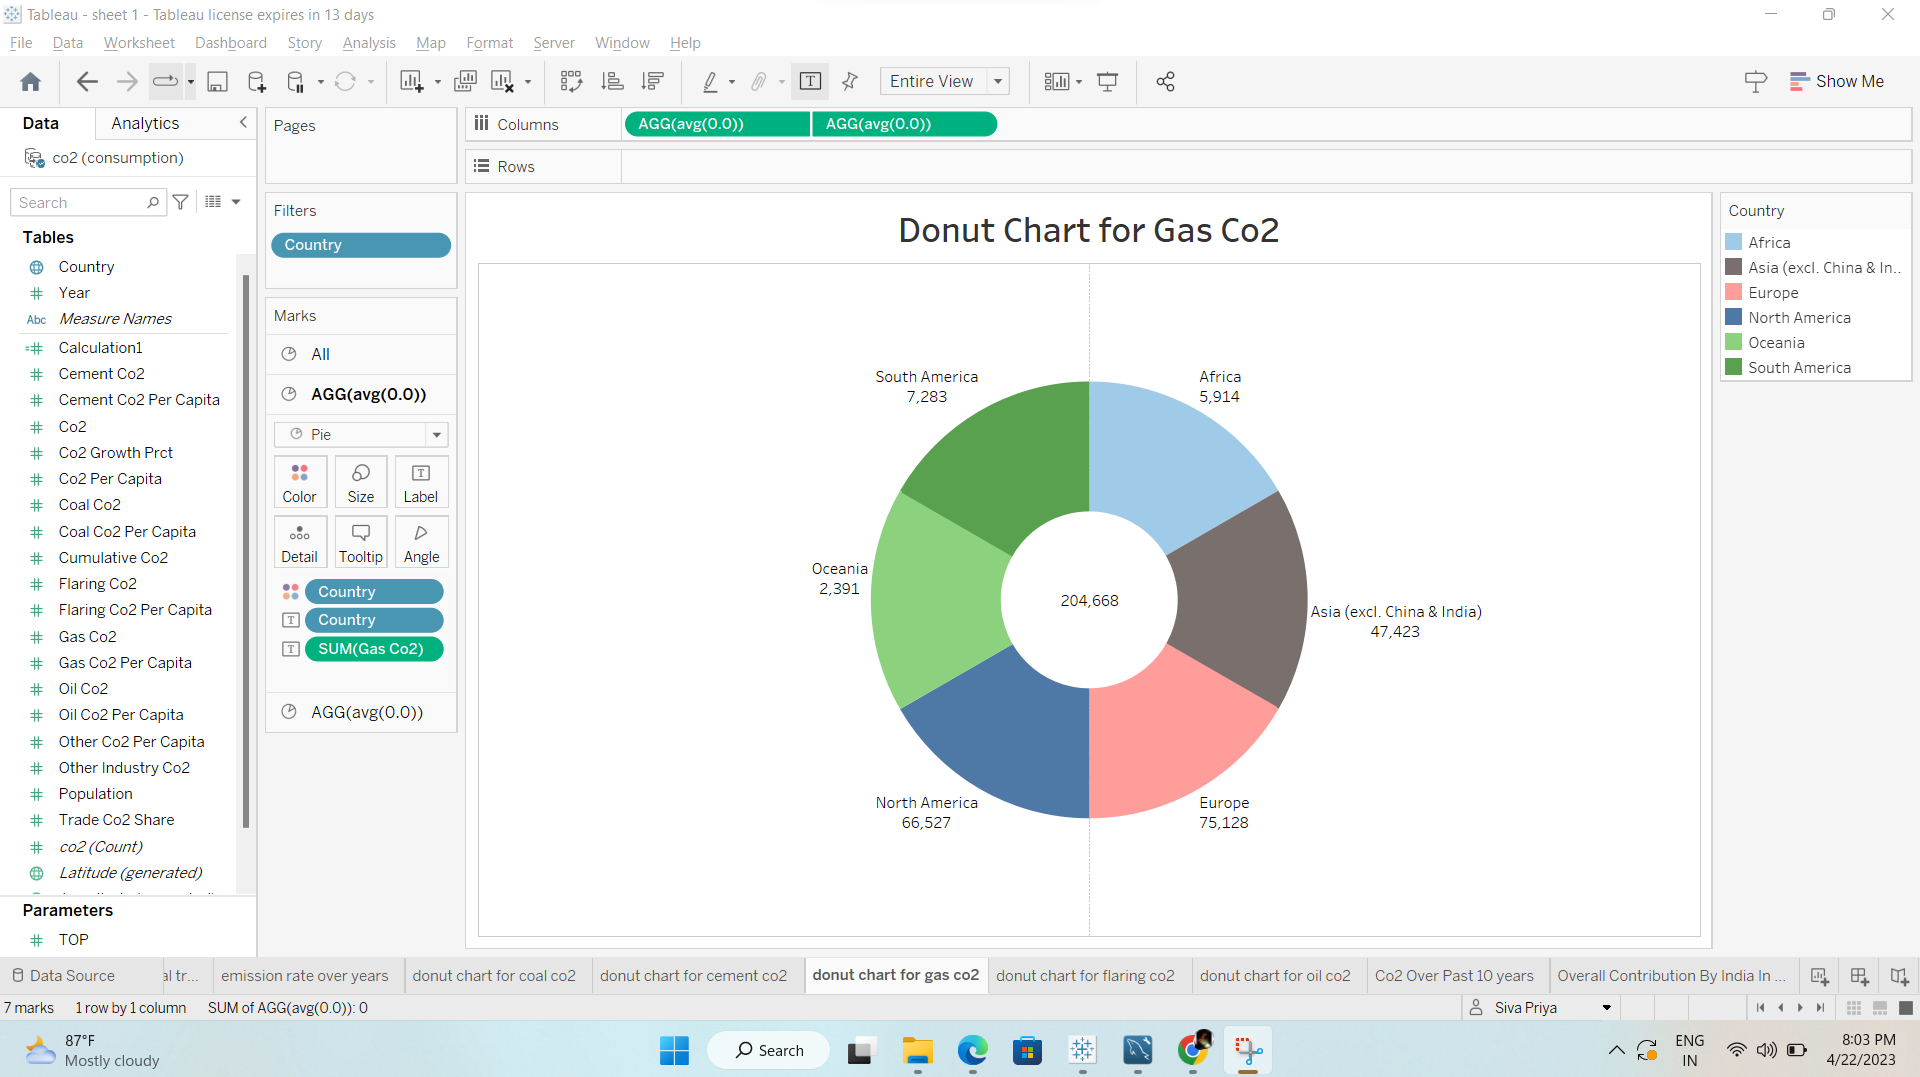 Tableau - sheet 1 - Tableau license expires in 13 days
File Data Worksheet Dashboard Story Analysis Map Format Server Window Help
Entire View
Show Me
Data Analytics
co2 (consumption)
Search
Tables
Country
Year
Abc Measure Names
Calculation1
Cement Co2
Cement Co2 Per Capita
Co2
Co2 Growth Prct
Co2 Per Capita
Coal Co2
Coal Co2 Per Capita
Cumulative Co2
Flaring Co2
Flaring Co2 Per Capita
Gas Co2
Gas Co2 Per Capita
Oil Co2
Oil Co2 Per Capita
Other Co2 Per Capita
Other Industry Co2
Population
Trade Co2 Share
co2 (Count)
Latitude (generated)
Parameters
TOP
Pages
Filters
Country
Marks
All
AGG(avg(0.0))
Pie
Color Size Label
Detail Tooltip Angle
Country
Country
SUM(Gas Co2)
AGG(avg(0.0))
Columns AGG(avg(0.0)) AGG(avg(0.0))
Rows
Donut Chart for Gas Co2
South America
7,283
Africa
5,914
Oceania
2,391
204,668
Asia (excl. China & India)
47,423
North America
66,527
Europe
75,128
Country
Africa
Asia (excl. China & In..
Europe
North America
Oceania
South America
Data Source al tr... emission rate over years donut chart for coal co2 donut chart for cement co2 donut chart for gas co2 donut chart for flaring co2 donut chart for oil co2 Co2 Over Past 10 years Overall Contribution By India In ...
7 marks 1 row by 1 column SUM of AGG(avg(0.0)): 0 Siva Priya
87°F
Mostly cloudy
Search
ENG
IN
8:03 PM
4/22/2023